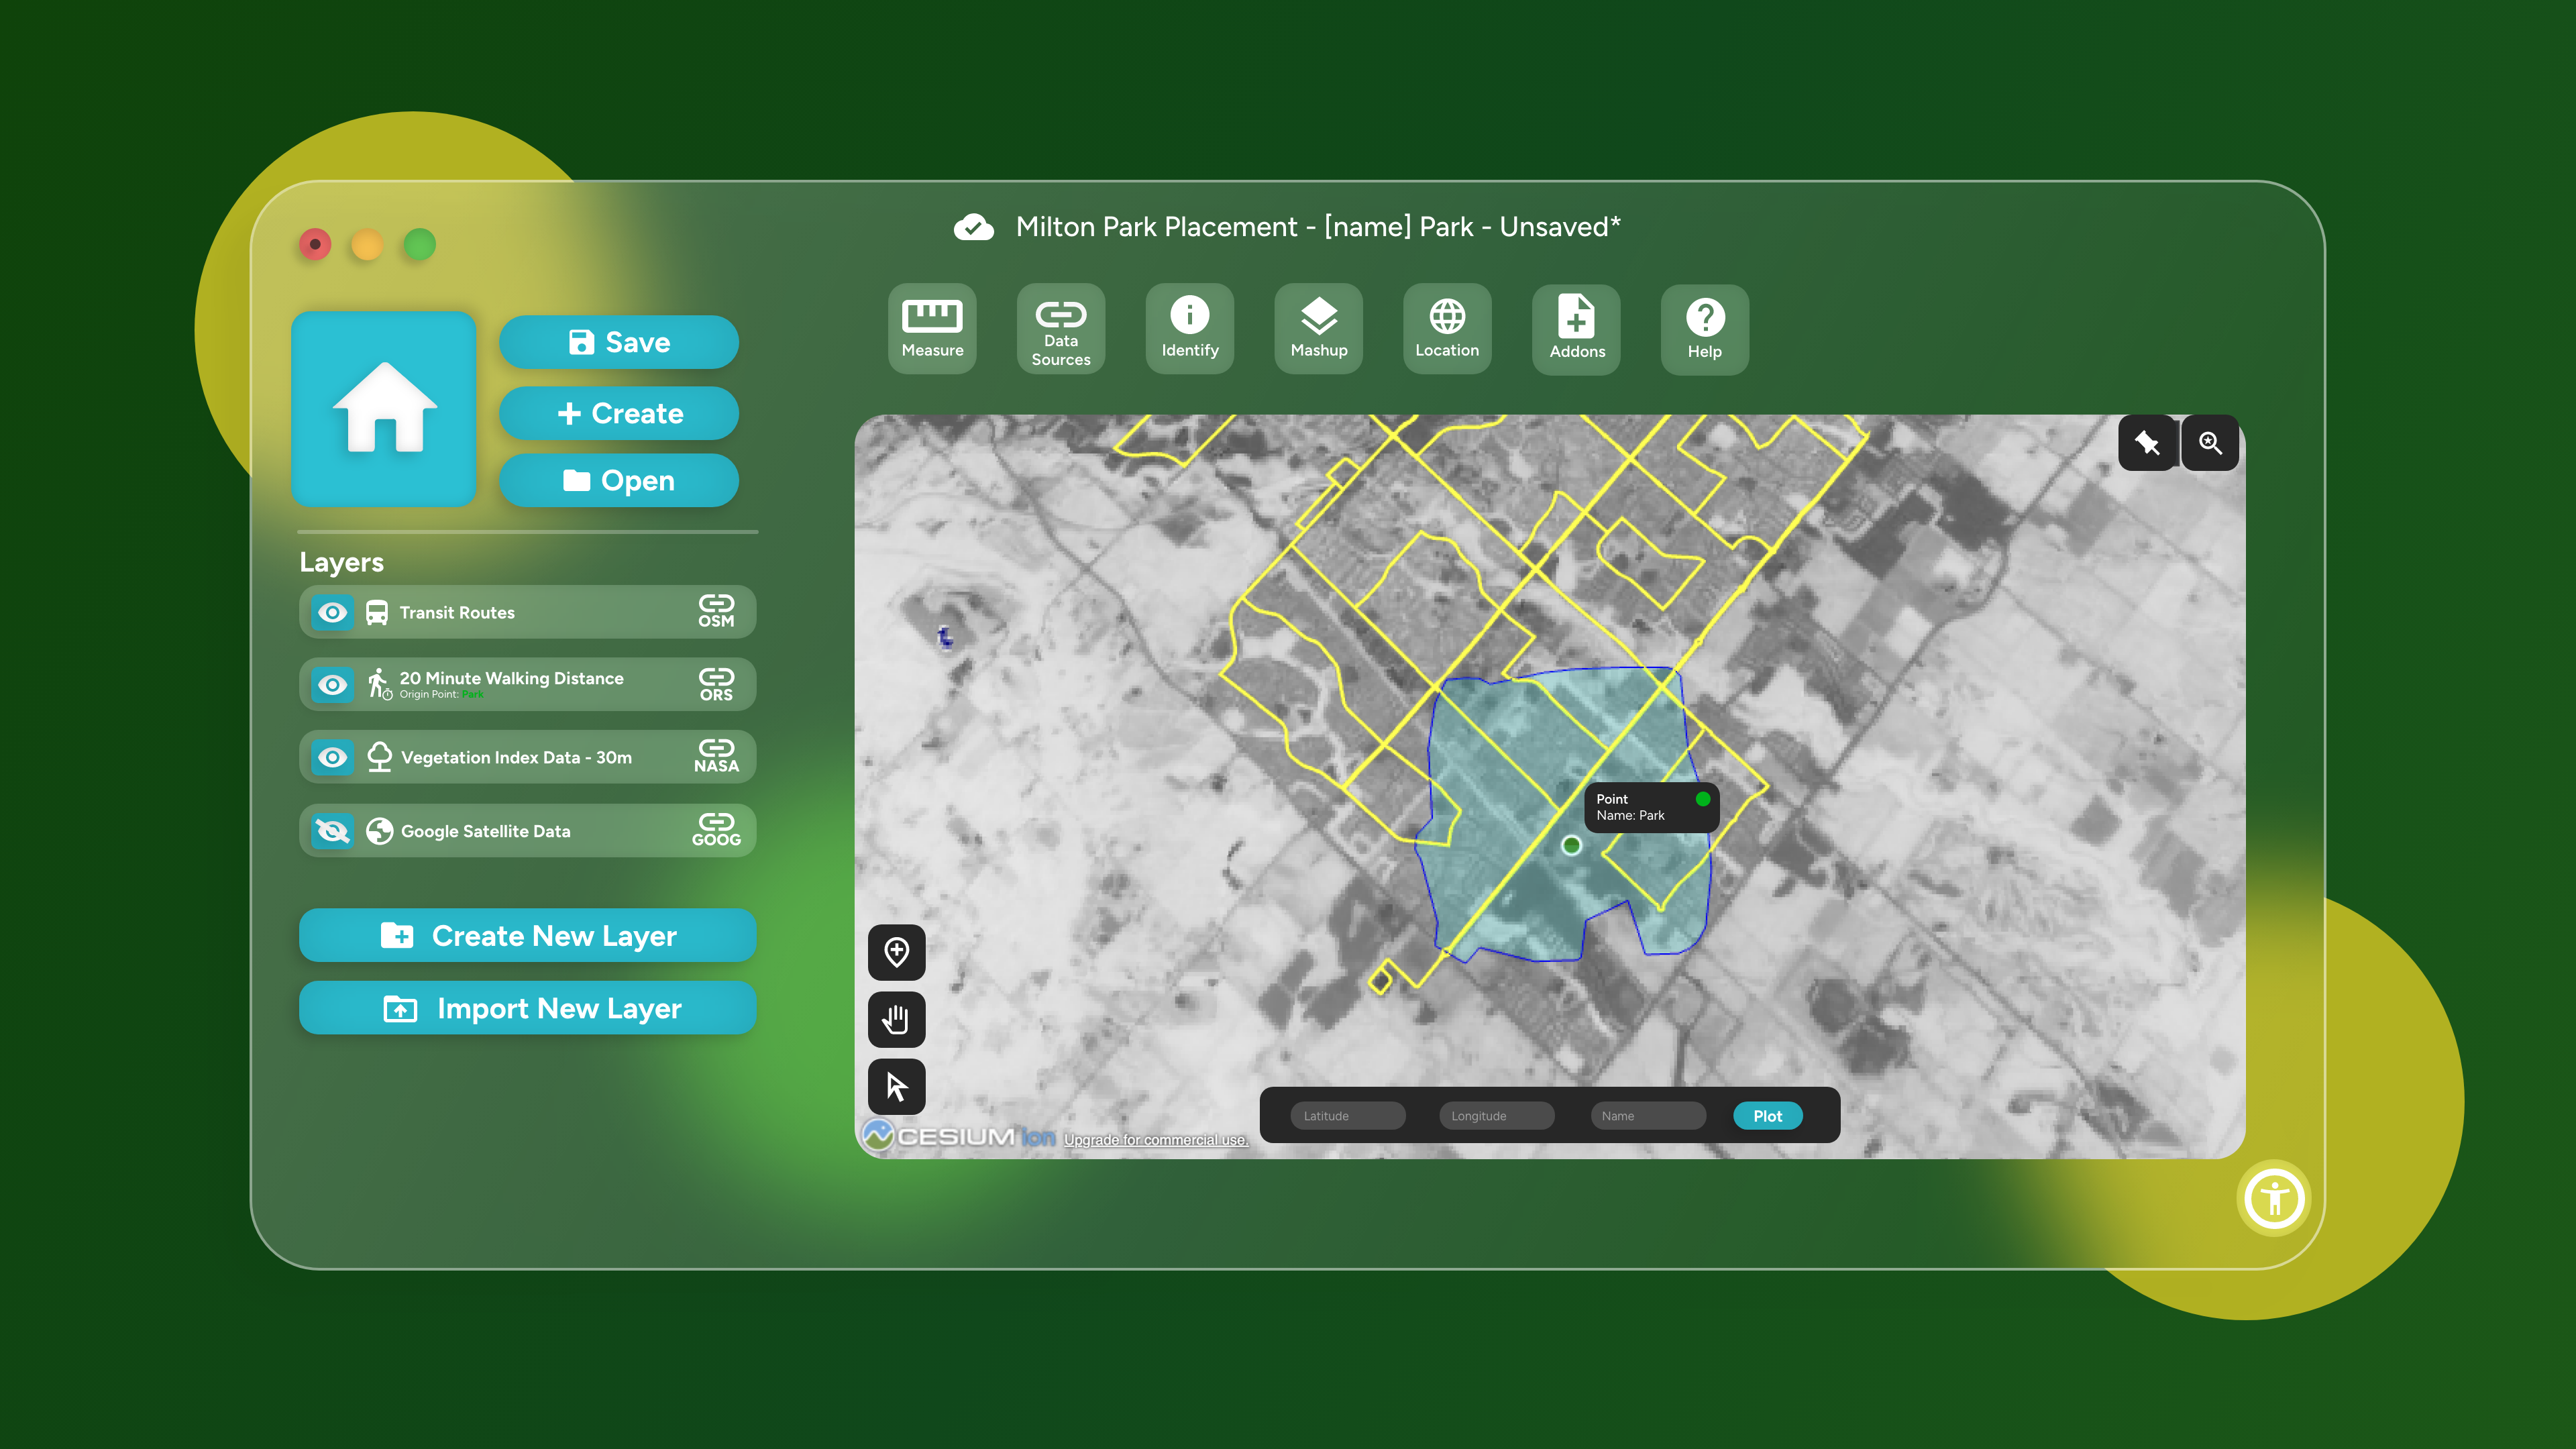 Milton Park Placement - [name] Park - Unsaved*
Save
Create
Open
Measure
Data
Sources
Identify
Mashup
Location
Addons
Help
Layers
Transit Routes
OSM
20 Minute Walking Distance
Origin Point: Park
ORS
Vegetation Index Data - 30m
NASA
Google Satellite Data
GOOG
Create New Layer
Import New Layer
Point
Name: Park
Latitude
Longitude
Name
Plot
CESIUM ion
Upgrade for commercial use.